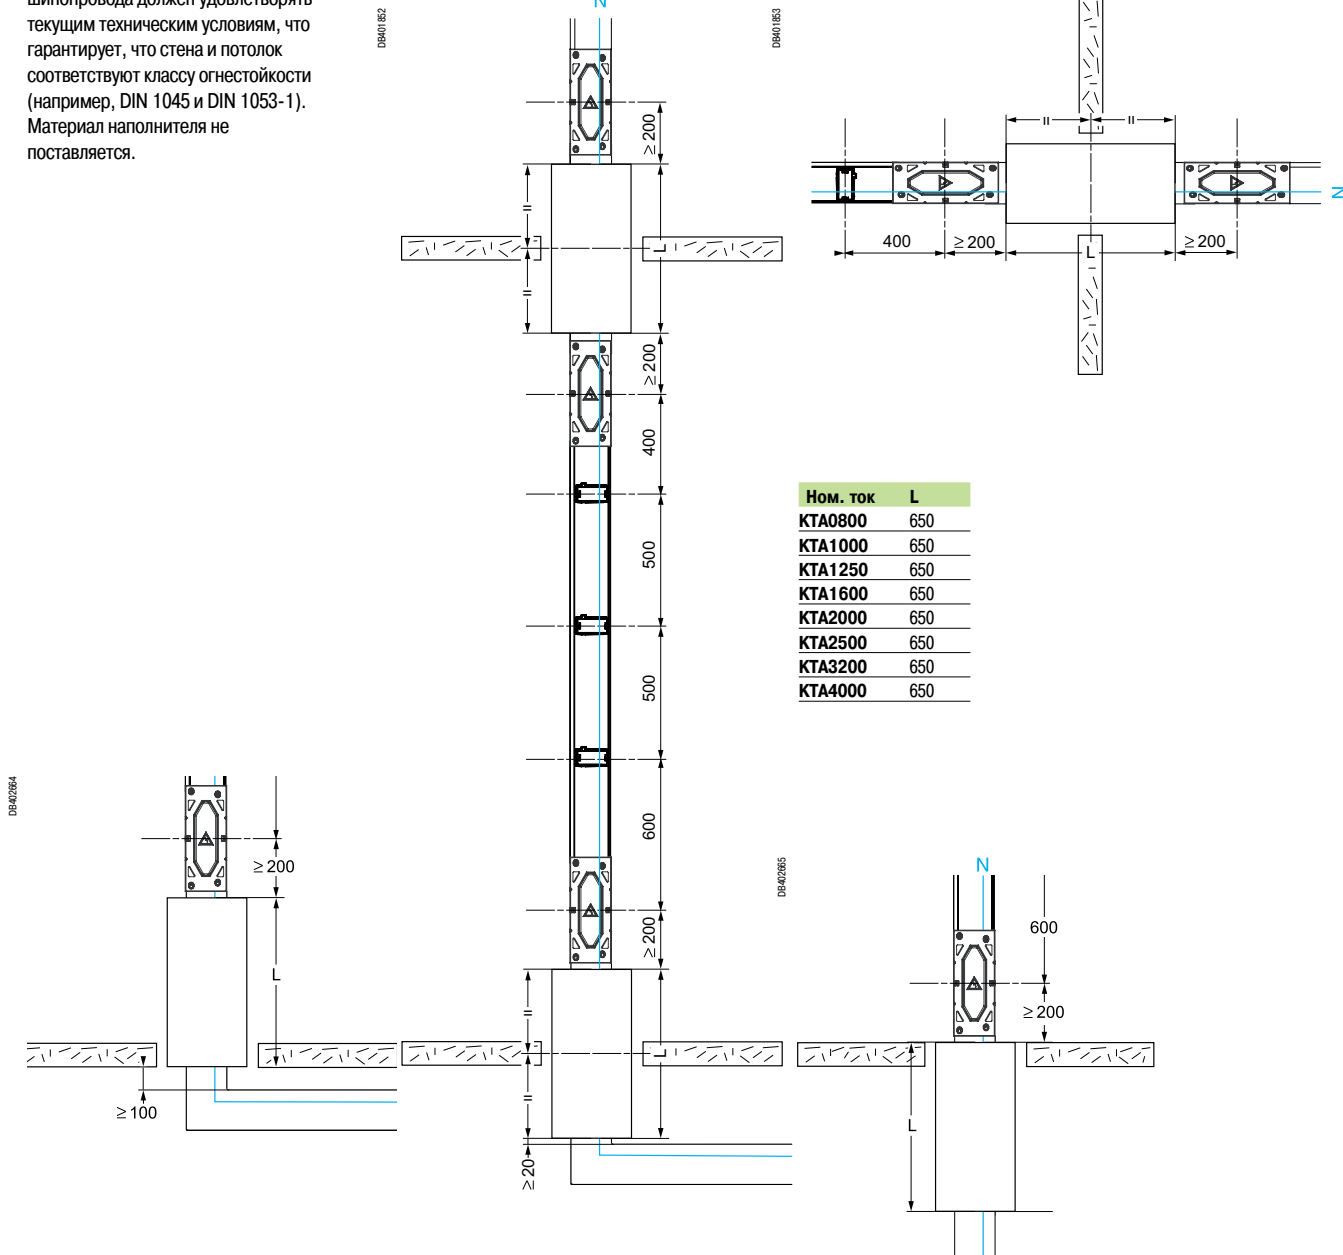 шинопровода должен удовлетворять
текущим техническим условиям, что
гарантирует, что стена и потолок
соответствуют классу огнестойкости
(например, DIN 1045 и DIN 1053-1).
Материал наполнителя не
поставляется.
DB401852
N
≥ 200
=
L
=
≥ 200
400
500
500
600
≥ 200
=
L
=
≥ 20
DB401853
=
=
N
400
≥ 200
L
≥ 200
Ном. ток L
KTA0800 650
KTA1000 650
KTA1250 650
KTA1600 650
KTA2000 650
KTA2500 650
KTA3200 650
KTA4000 650
DB402664
≥ 200
L
≥ 100
DB402665
N
600
≥ 200
L